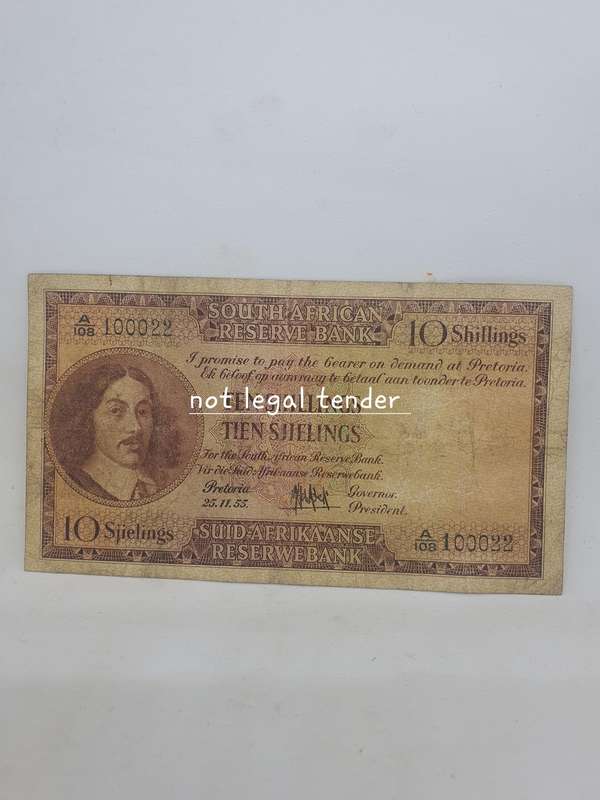 SOUTH AFRICAN
RESERVE BANK
A/108 100022
10 Shillings
I promise to pay the bearer on demand at Pretoria.
Ek beloof op aanvraag te betaal aan toonder te Pretoria.
not legal tender
TIEN SJIELINGS
For the South African Reserve Bank.
Vir die Suid-Afrikaanse Reserwebank.
Pretoria
25.11.55.
Governor.
President.
10 Sjielings
SUID-AFRIKAANSE
RESERWEBANK
A/108 100022